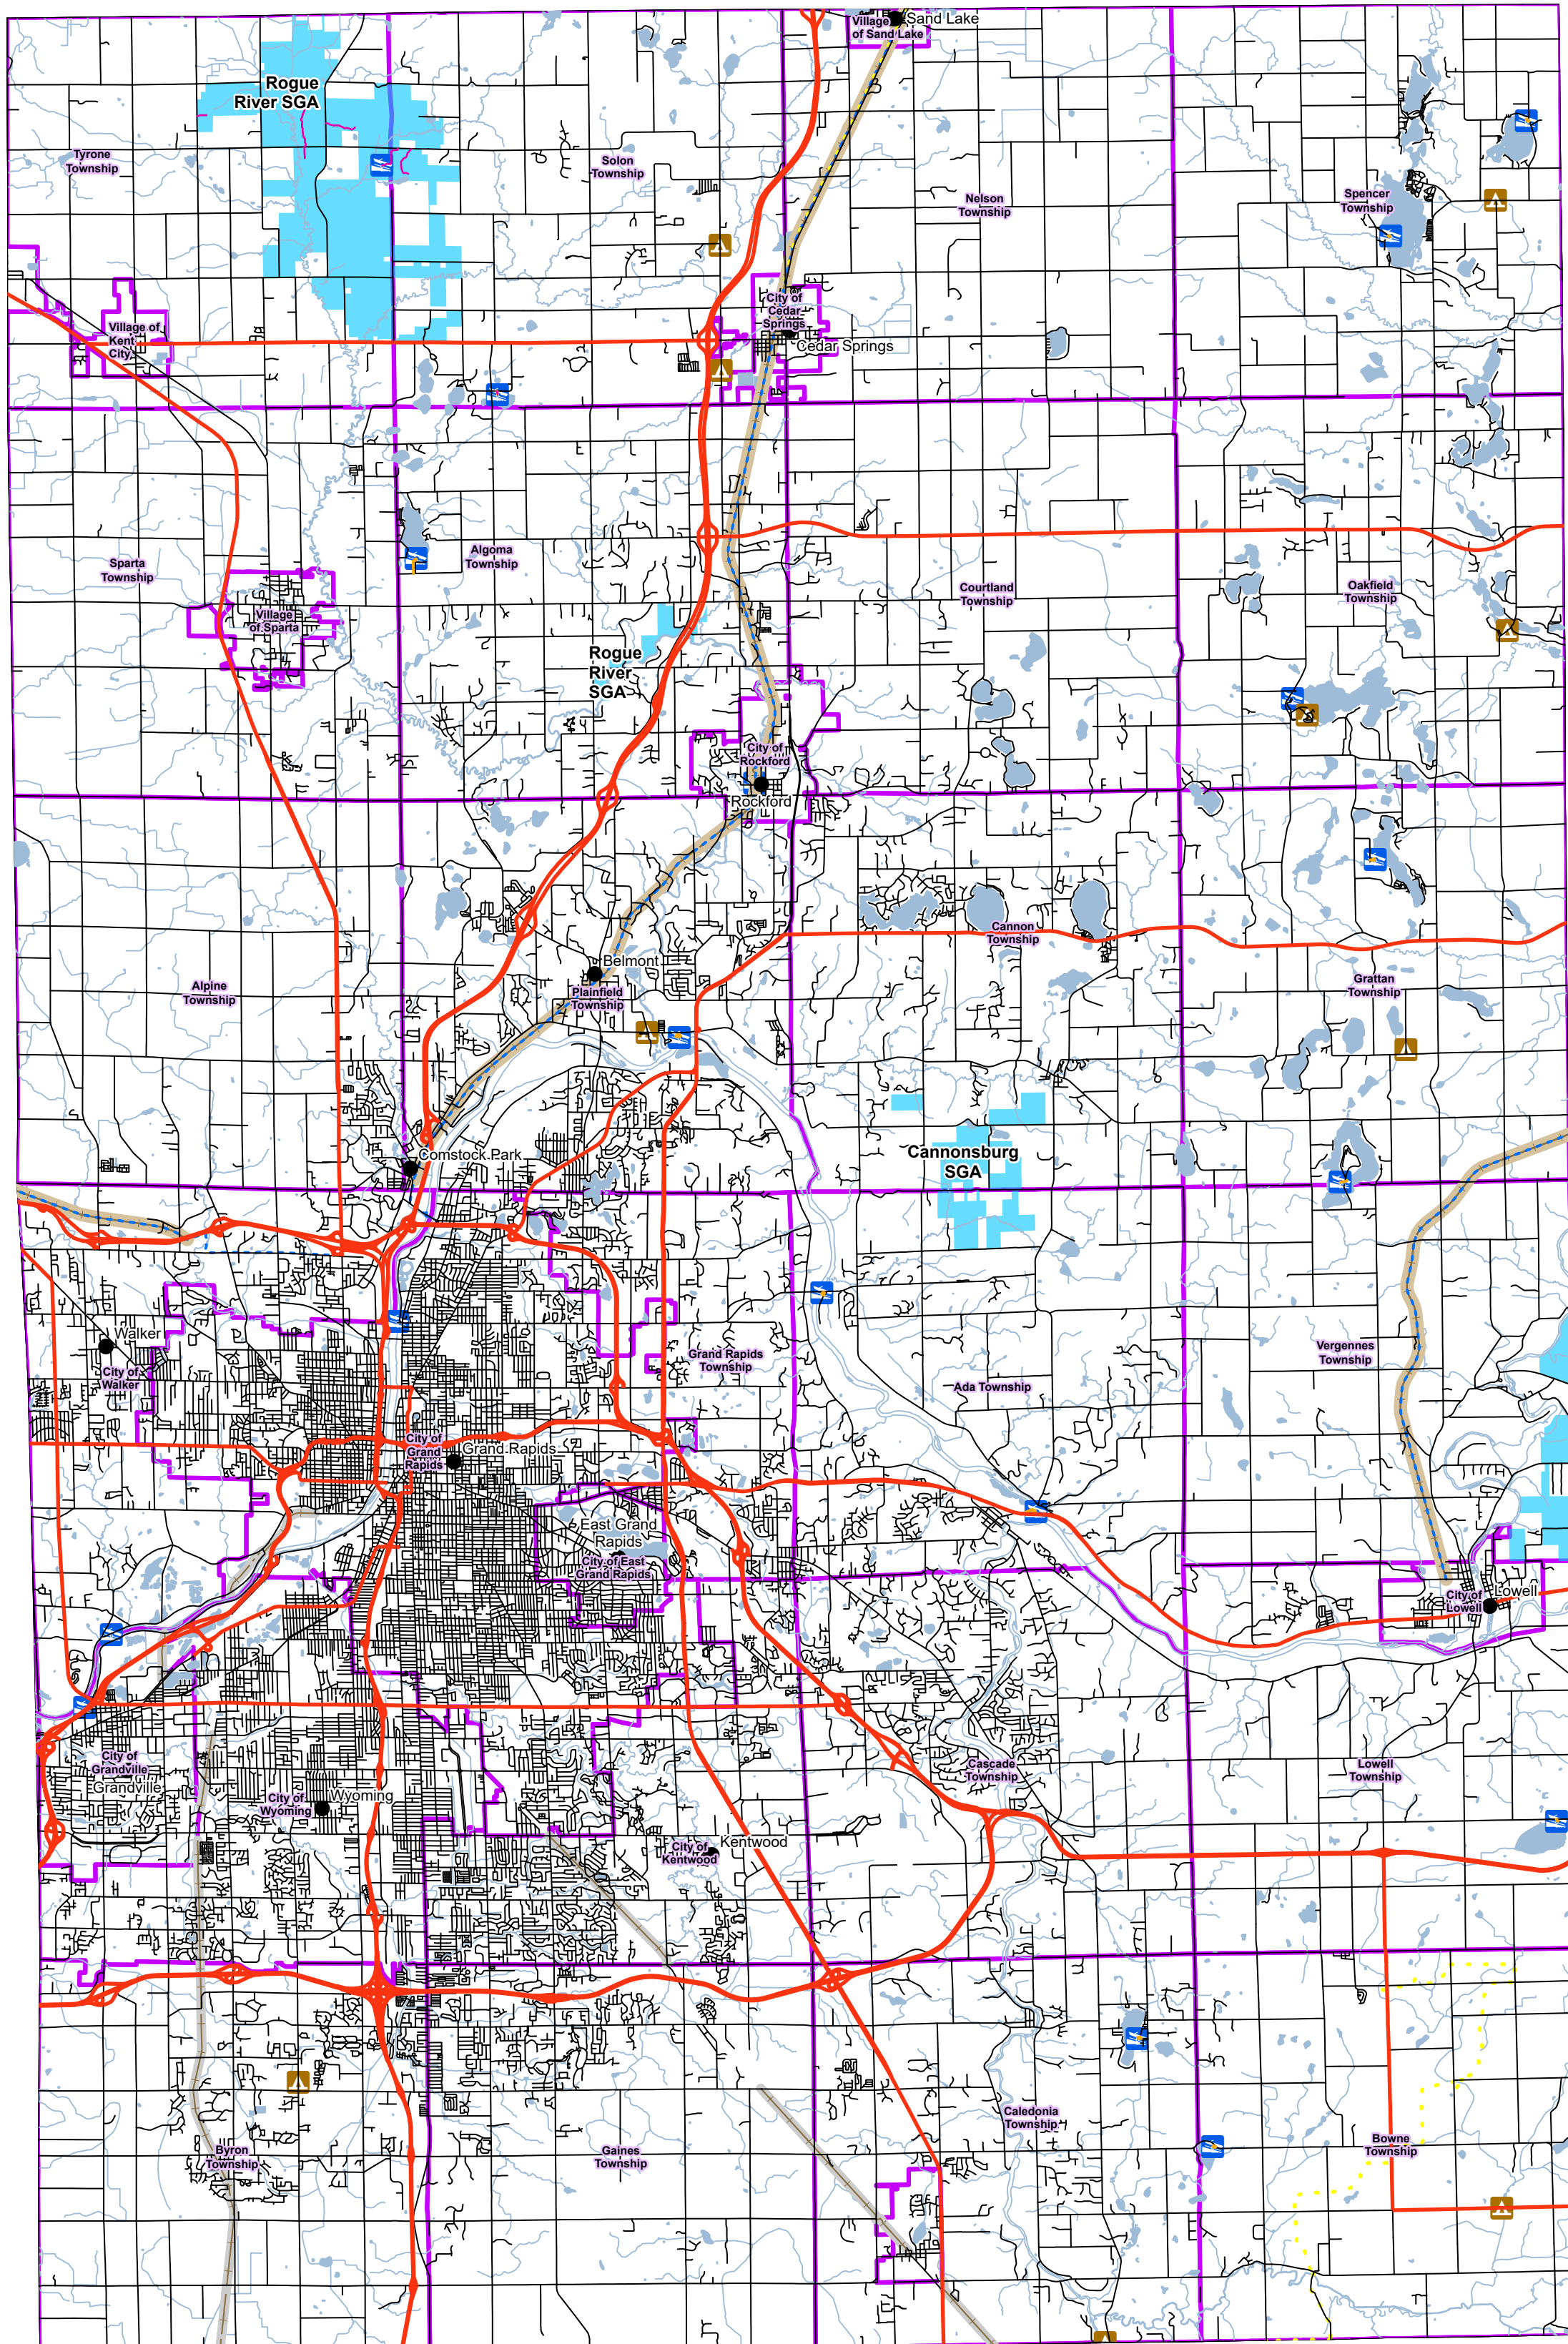 Village
of Sand Lake
Sand Lake
Rogue
River SGA
Tyrone
Township
Solon
Township
Nelson
Township
Spencer
Township
City of
Cedar
Springs
Cedar Springs
Village of
Kent
City
Sparta
Township
Algoma
Township
Courtland
Township
Oakfield
Township
Village
of Sparta
Rogue
River
SGA
City of
Rockford
Rockford
Cannon
Township
Belmont
Plainfield
Township
Alpine
Township
Grattan
Township
Cannonsburg
SGA
Comstock Park
Walker
City of
Walker
Grand Rapids
Township
Vergennes
Township
Ada Township
City of
Grand
Rapids
Grand Rapids
East Grand
Rapids
City of East
Grand Rapids
City of
Lowell
Lowell
City of
Grandville
Grandville
City of
Wyoming
Wyoming
Cascade
Township
Lowell
Township
City of
Kentwood
Kentwood
Caledonia
Township
Byron
Township
Gaines
Township
Bowne
Township